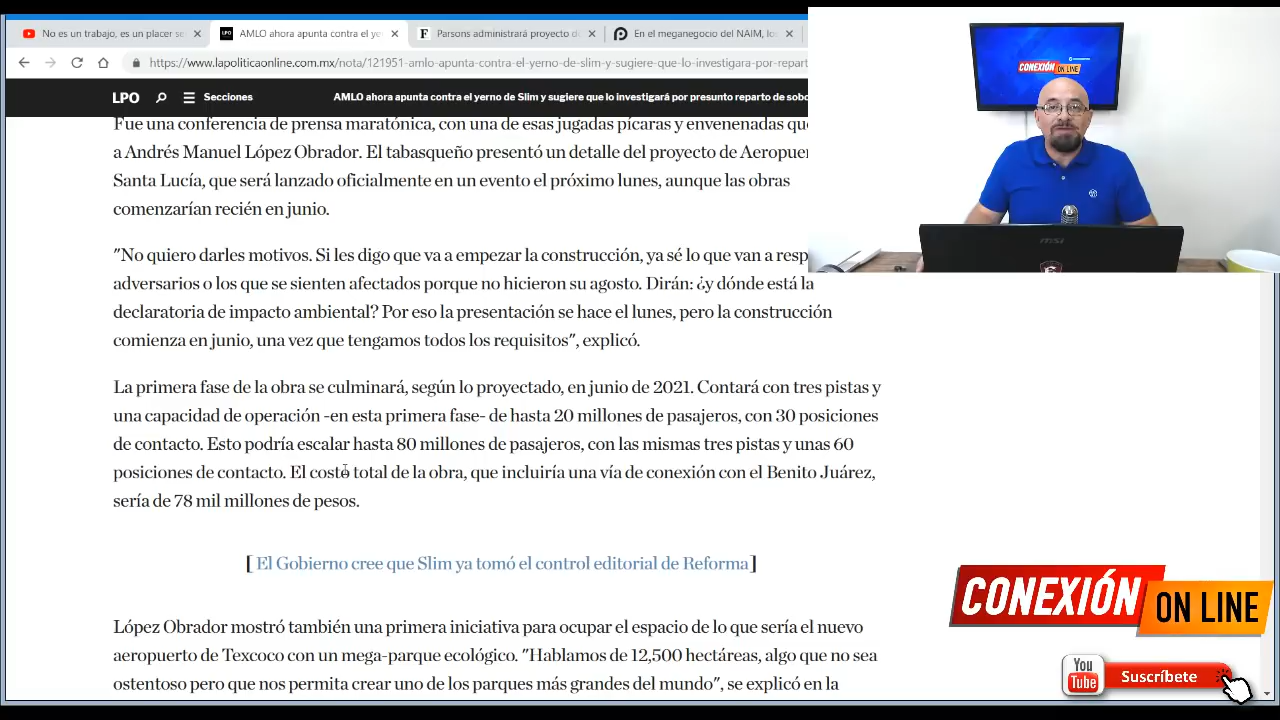 No es un trabajo, es un placer se
AMLO ahora apunta contra el ye
Parsons administrará proyecto d
En el meganegocio del NAIM, lo
https://www.lapoliticaonline.com.mx/nota/121951-amlo-apunta-contra-el-yerno-de-slim-y-sugiere-que-lo-investigara-por-repart
LPO
Secciones
AMLO ahora apunta contra el yerno de Slim y sugiere que lo investigará por presunto reparto de sobo
CONEXIÓN ON LINE
Fue una conferencia de prensa maratónica, con una de esas jugadas pícaras y envenenadas qu
a Andrés Manuel López Obrador. El tabasqueño presentó un detalle del proyecto de Aeropuer
Santa Lucía, que será lanzado oficialmente en un evento el próximo lunes, aunque las obras
comenzarían recién en junio.
"No quiero darles motivos. Si les digo que va a empezar la construcción, ya sé lo que van a resp
adversarios o los que se sienten afectados porque no hicieron su agosto. Dirán: ¿y dónde está la
declaratoria de impacto ambiental? Por eso la presentación se hace el lunes, pero la construcción
comienza en junio, una vez que tengamos todos los requisitos", explicó.
La primera fase de la obra se culminará, según lo proyectado, en junio de 2021. Contará con tres pistas y
una capacidad de operación -en esta primera fase- de hasta 20 millones de pasajeros, con 30 posiciones
de contacto. Esto podría escalar hasta 80 millones de pasajeros, con las mismas tres pistas y unas 60
posiciones de contacto. El costo total de la obra, que incluiría una vía de conexión con el Benito Juárez,
sería de 78 mil millones de pesos.
[ El Gobierno cree que Slim ya tomó el control editorial de Reforma]
López Obrador mostró también una primera iniciativa para ocupar el espacio de lo que sería el nuevo
aeropuerto de Texcoco con un mega-parque ecológico. "Hablamos de 12,500 hectáreas, algo que no sea
ostentoso pero que nos permita crear uno de los parques más grandes del mundo", se explicó en la
msi
CONEXIÓN
ON LINE
You
Tube
Suscríbete